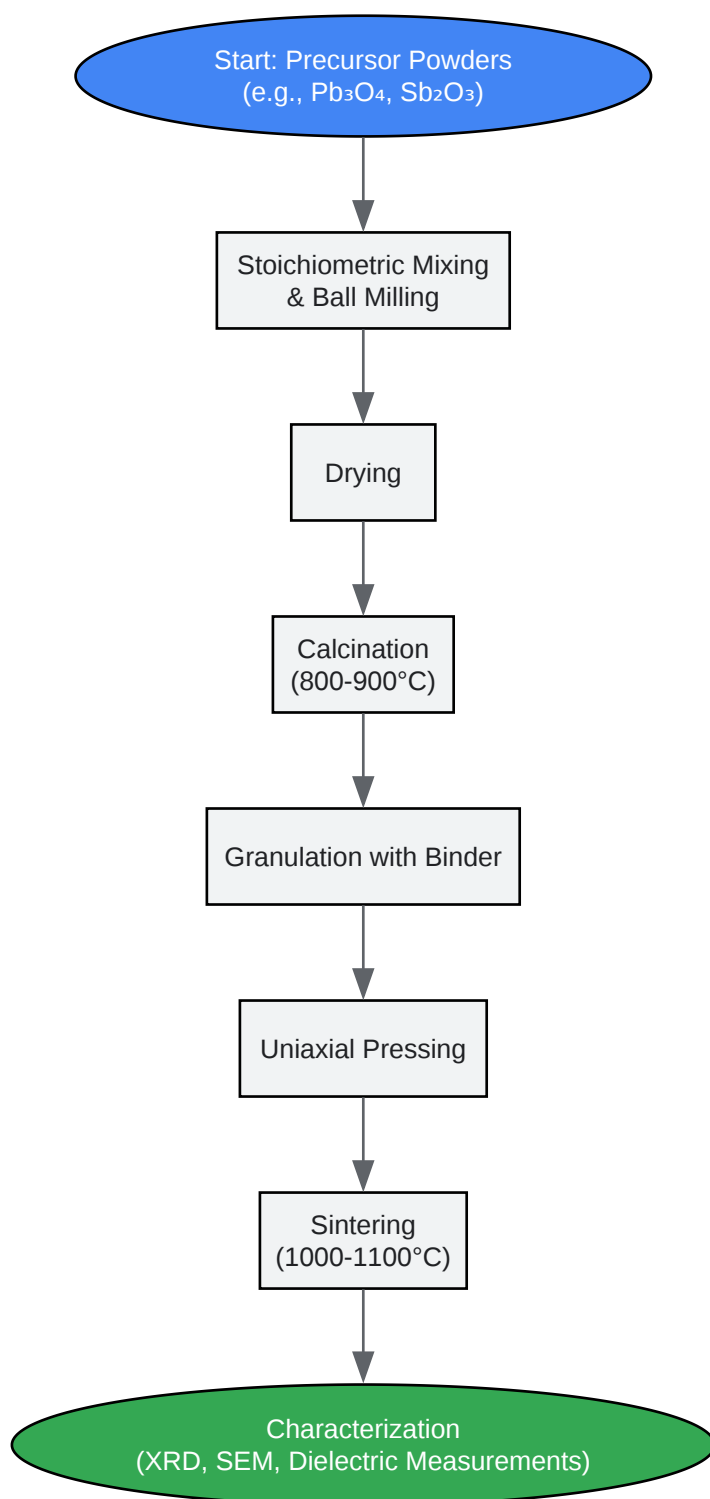 Start: Precursor Powders
(e.g., Pb₃O₄, Sb₂O₃)
Stoichiometric Mixing
& Ball Milling
Drying
Calcination
(800-900°C)
Granulation with Binder
Uniaxial Pressing
Sintering
(1000-1100°C)
Characterization
(XRD, SEM, Dielectric Measurements)